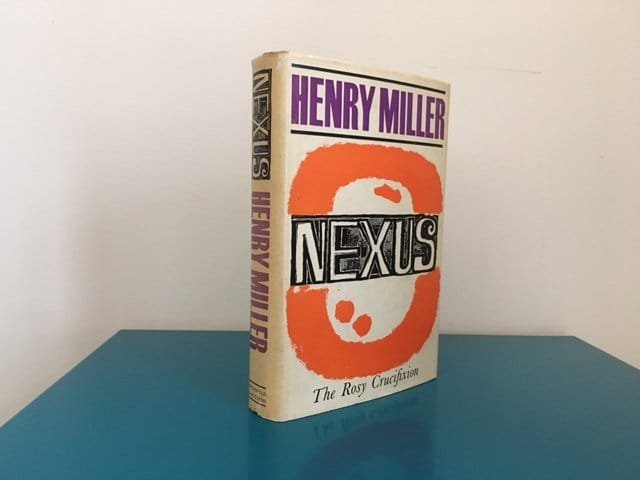 HENRY MILLER
NEXUS
The Rosy Crucifixion
NEXUS HENRY MILLER